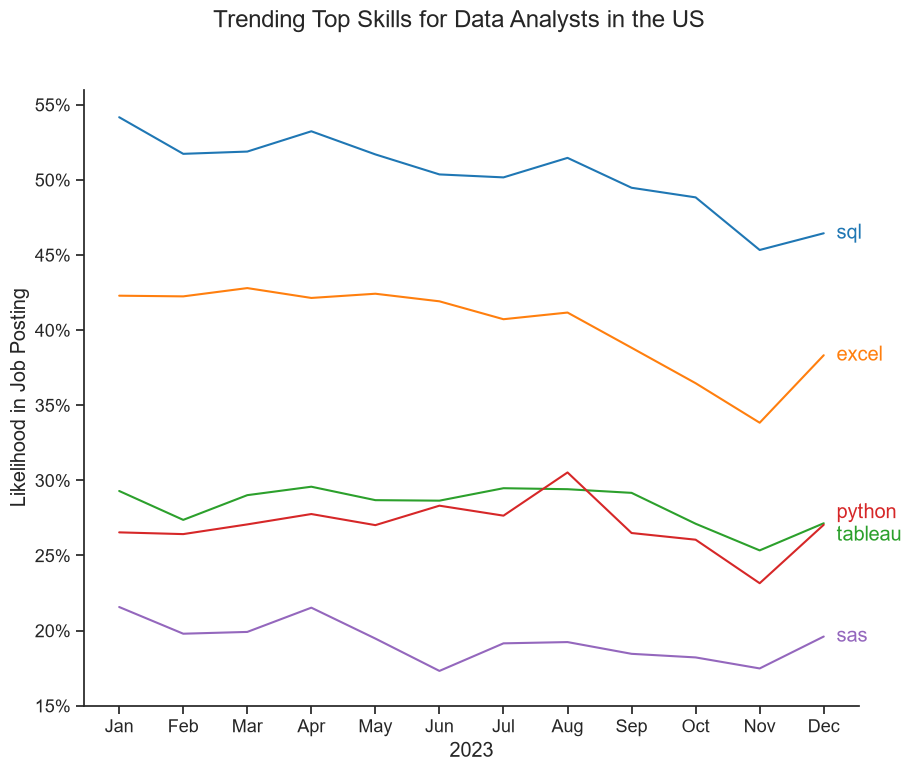 Trending Top Skills for Data Analysts in the US
55%
50%
45%
40%
35%
30%
25%
20%
15%
Likelihood in Job Posting
sql
excel
python
tableau
sas
Jan Feb Mar Apr May Jun Jul Aug Sep Oct Nov Dec
2023